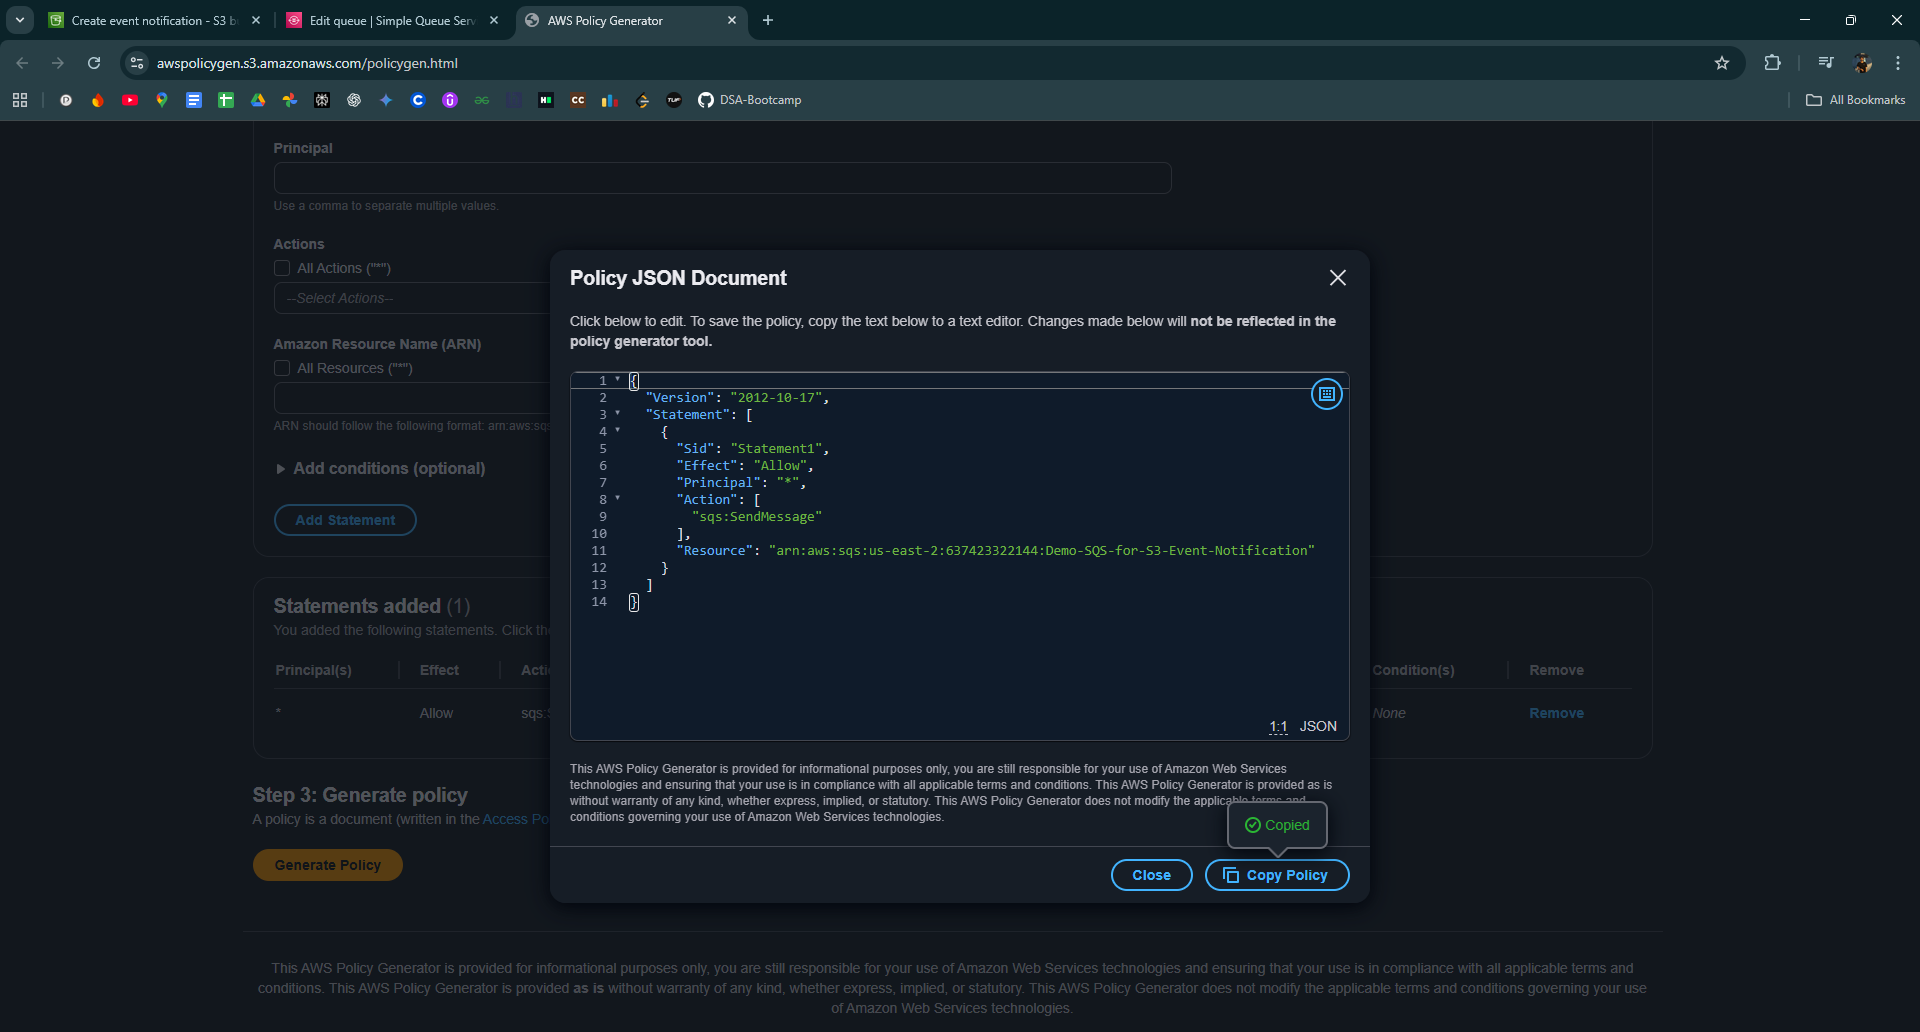 Create event notification - S3 b
Edit queue | Simple Queue Serv
AWS Policy Generator
awspolicygen.s3.amazonaws.com/policygen.html
DSA-Bootcamp
All Bookmarks
Principal
Use a comma to separate multiple values.
Actions
All Actions ("*")
--Select Actions--
Amazon Resource Name (ARN)
All Resources ("*")
ARN should follow the following format: arn:aws:sqs
Add conditions (optional)
Add Statement
Statements added (1)
You added the following statements. Click th
Principal(s)
Effect
Acti
Condition(s)
Remove
*
Allow
sqs:S
None
Remove
Step 3: Generate policy
A policy is a document (written in the Access Po
Generate Policy
Policy JSON Document
Click below to edit. To save the policy, copy the text below to a text editor. Changes made below will not be reflected in the
policy generator tool.
1 {
2 "Version": "2012-10-17",
3 "Statement": [
4 {
5 "Sid": "Statement1",
6 "Effect": "Allow",
7 "Principal": "*",
8 "Action": [
9 "sqs:SendMessage"
10 ],
11 "Resource": "arn:aws:sqs:us-east-2:637423322144:Demo-SQS-for-S3-Event-Notification"
12 }
13 ]
14 }
1:1 JSON
This AWS Policy Generator is provided for informational purposes only, you are still responsible for your use of Amazon Web Services
technologies and ensuring that your use is in compliance with all applicable terms and conditions. This AWS Policy Generator is provided as is
without warranty of any kind, whether express, implied, or statutory. This AWS Policy Generator does not modify the applicable terms and
conditions governing your use of Amazon Web Services technologies.
Copied
Close
Copy Policy
This AWS Policy Generator is provided for informational purposes only, you are still responsible for your use of Amazon Web Services technologies and ensuring that your use is in compliance with all applicable terms and
conditions. This AWS Policy Generator is provided as is without warranty of any kind, whether express, implied, or statutory. This AWS Policy Generator does not modify the applicable terms and conditions governing your use
of Amazon Web Services technologies.